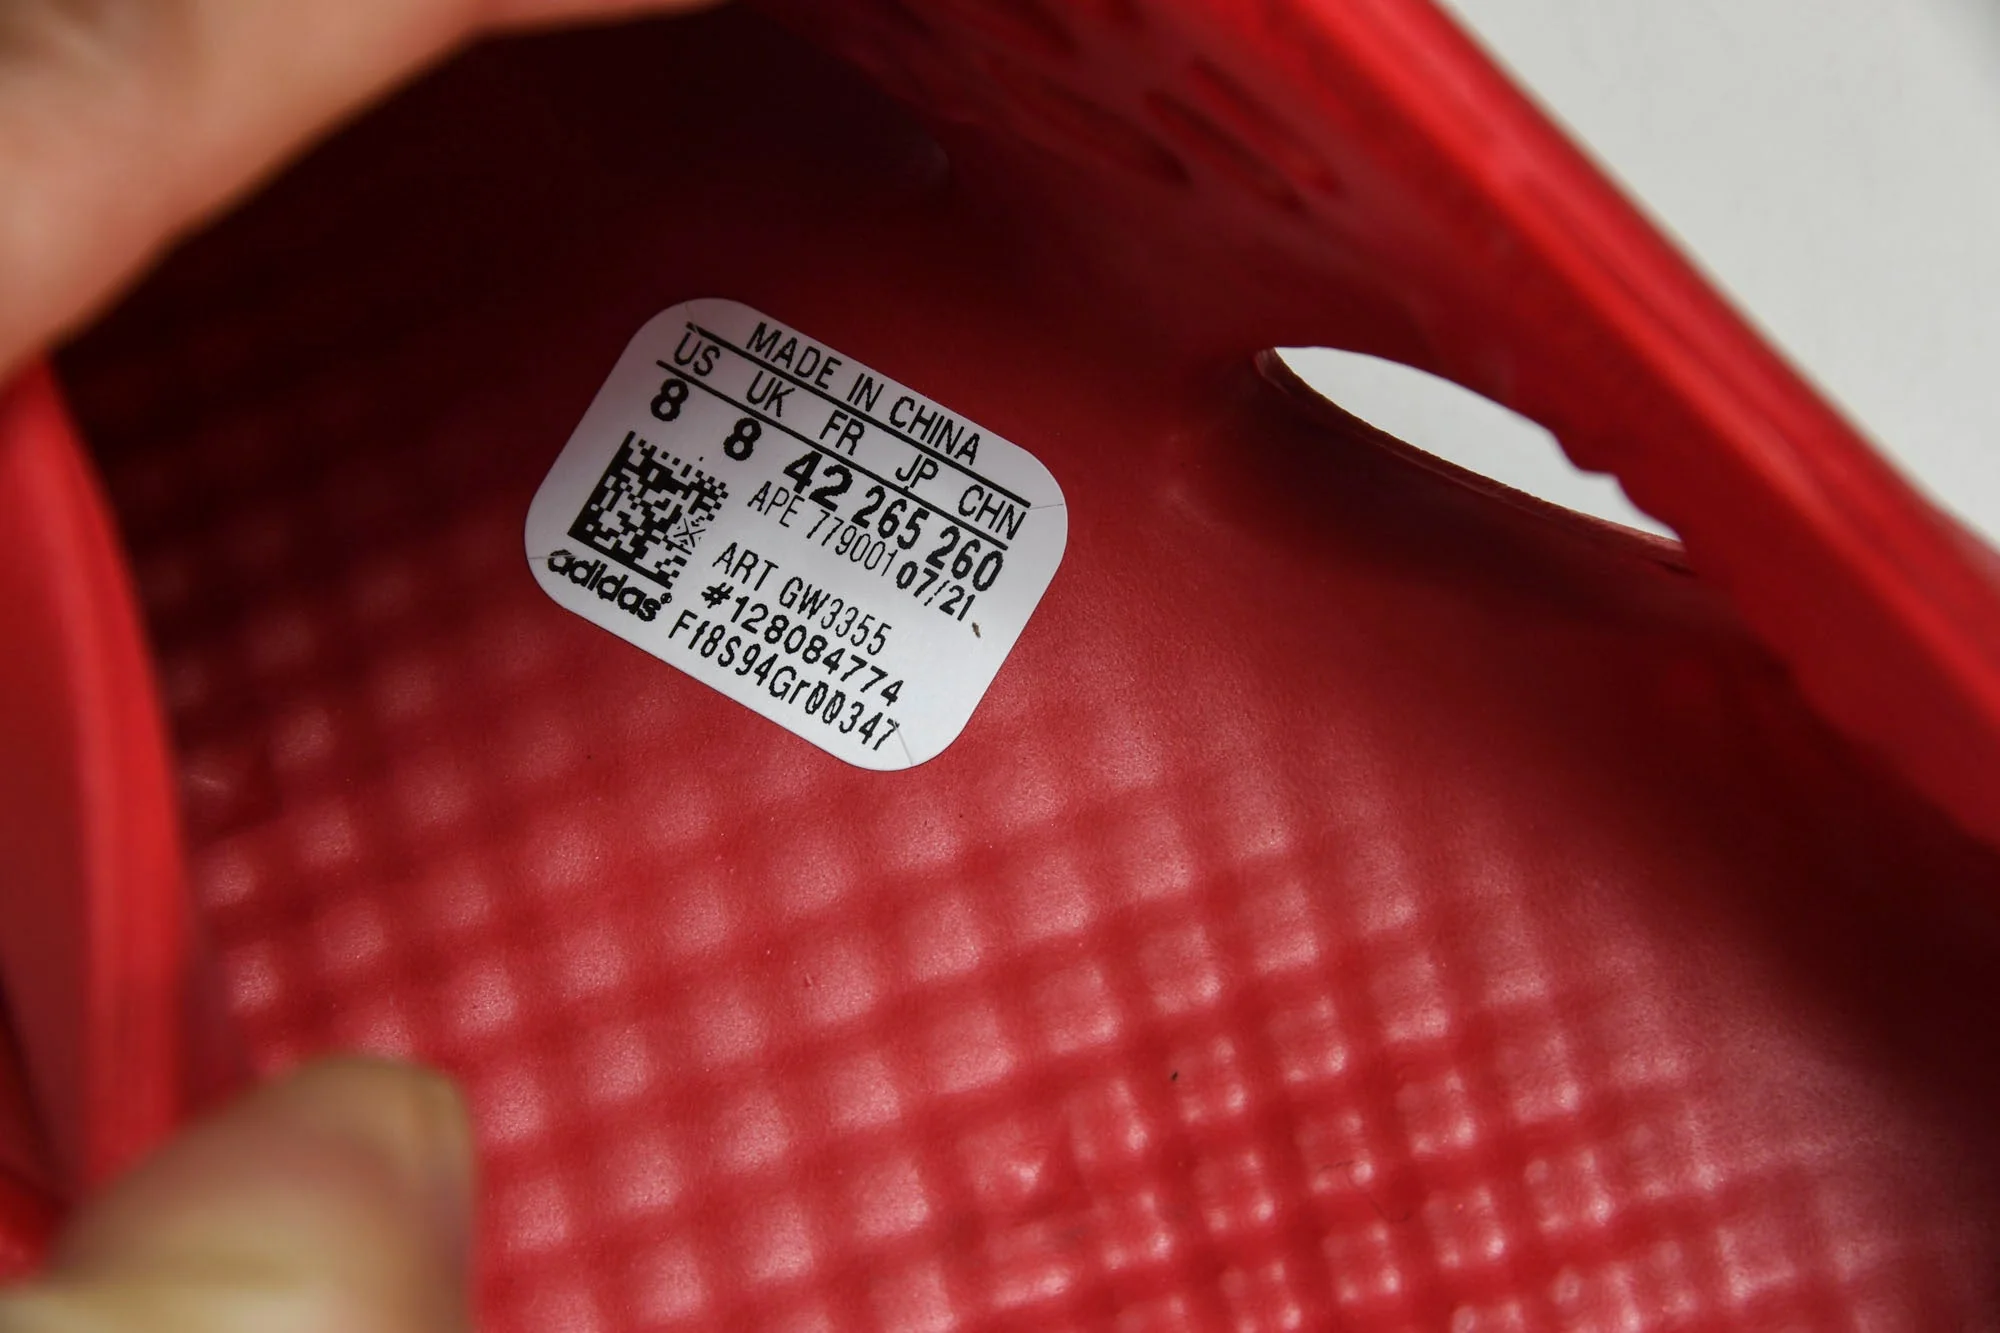 MADE IN CHINA
US UK FR JP CHN
8 8 42 265 260
APE 779001 07/21
ART GW3355
#128084774
Ff8S94Gr00347
adidas®